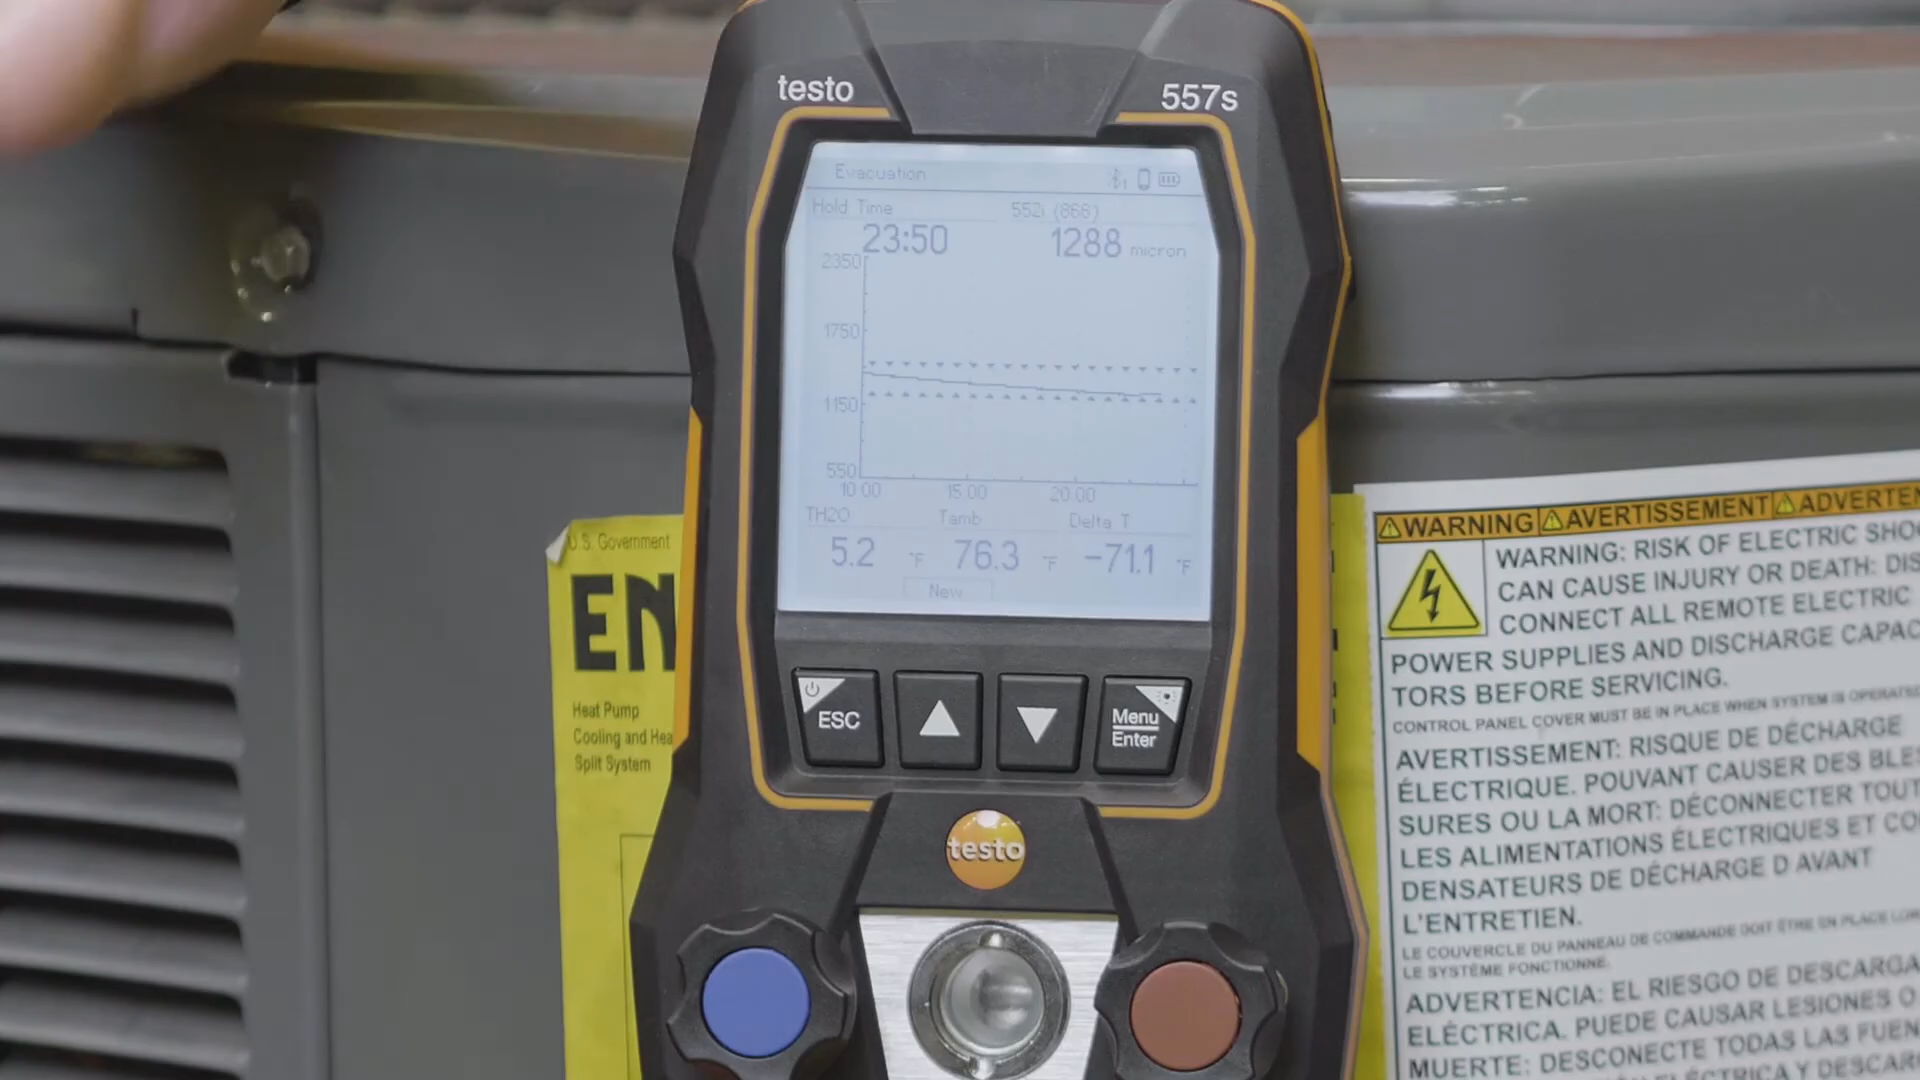 testo
557s
Evacuation
Hold Time
552i (866)
23:50
1288 micron
2350
1750
1150
550
10:00 15:00 20:00
TH2O Tamb Delta T
5.2 °F 76.3 °F -71.1 °F
New
ESC
Menu
Enter
testo
U.S. Government
EN
Heat Pump
Cooling and Hea
Split System
WARNING AVERTISSEMENT ADVERTEN
WARNING: RISK OF ELECTRIC SHO
CAN CAUSE INJURY OR DEATH: DIS
CONNECT ALL REMOTE ELECTRIC
POWER SUPPLIES AND DISCHARGE CAPAC
TORS BEFORE SERVICING.
CONTROL PANEL COVER MUST BE IN PLACE WHEN SYSTEM IS OPERATE
AVERTISSEMENT: RISQUE DE DÉCHARGE
ÉLECTRIQUE. POUVANT CAUSER DES BLES
SURES OU LA MORT: DÉCONNECTER TOUT
LES ALIMENTATIONS ÉLECTRIQUES ET CO
DENSATEURS DE DÉCHARGE D AVANT
L'ENTRETIEN.
LE COUVERCLE DU PANNEAU DE COMMANDE DOIT ÊTRE EN PLACE LOR
LE SYSTÈME FONCTIONNE.
ADVERTENCIA: EL RIESGO DE DESCARGA
ELÉCTRICA. PUEDE CAUSAR LESIONES O
MUERTE: DESCONECTE TODAS LAS FUEN